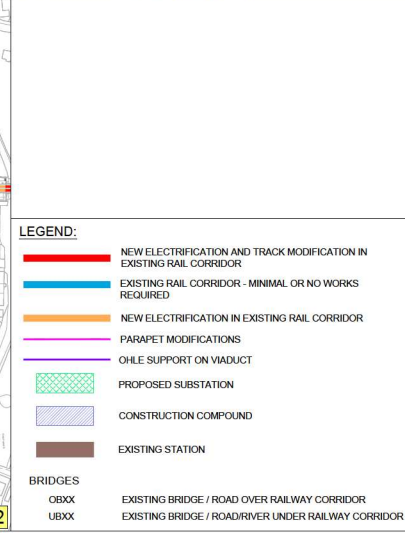 LEGEND:
NEW ELECTRIFICATION AND TRACK MODIFICATION IN
EXISTING RAIL CORRIDOR
EXISTING RAIL CORRIDOR - MINIMAL OR NO WORKS
REQUIRED
NEW ELECTRIFICATION IN EXISTING RAIL CORRIDOR
PARAPET MODIFICATIONS
OHLE SUPPORT ON VIADUCT
PROPOSED SUBSTATION
CONSTRUCTION COMPOUND
EXISTING STATION
BRIDGES
OBXX EXISTING BRIDGE / ROAD OVER RAILWAY CORRIDOR
UBXX EXISTING BRIDGE / ROAD/RIVER UNDER RAILWAY CORRIDOR
2